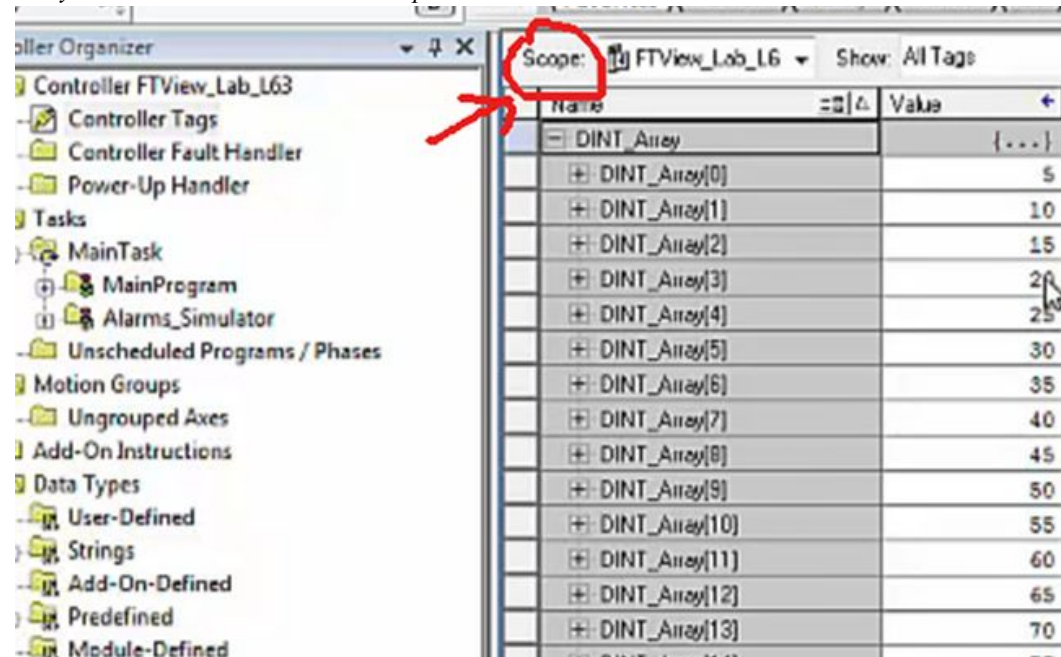 oller Organizer
Controller FTView_Lab_L63
Controller Tags
Controller Fault Handler
Power-Up Handler
Tasks
MainTask
MainProgram
Alarms_Simulator
Unscheduled Programs / Phases
Motion Groups
Ungrouped Axes
Add-On Instructions
Data Types
User-Defined
Strings
Add-On-Defined
Predefined
Module-Defined
Scope: FTView_Lab_L6 Show: All Tags
Name Value
DINT_Array {...}
DINT_Array[0] 5
DINT_Array[1] 10
DINT_Array[2] 15
DINT_Array[3] 20
DINT_Array[4] 25
DINT_Array[5] 30
DINT_Array[6] 35
DINT_Array[7] 40
DINT_Array[8] 45
DINT_Array[9] 50
DINT_Array[10] 55
DINT_Array[11] 60
DINT_Array[12] 65
DINT_Array[13] 70